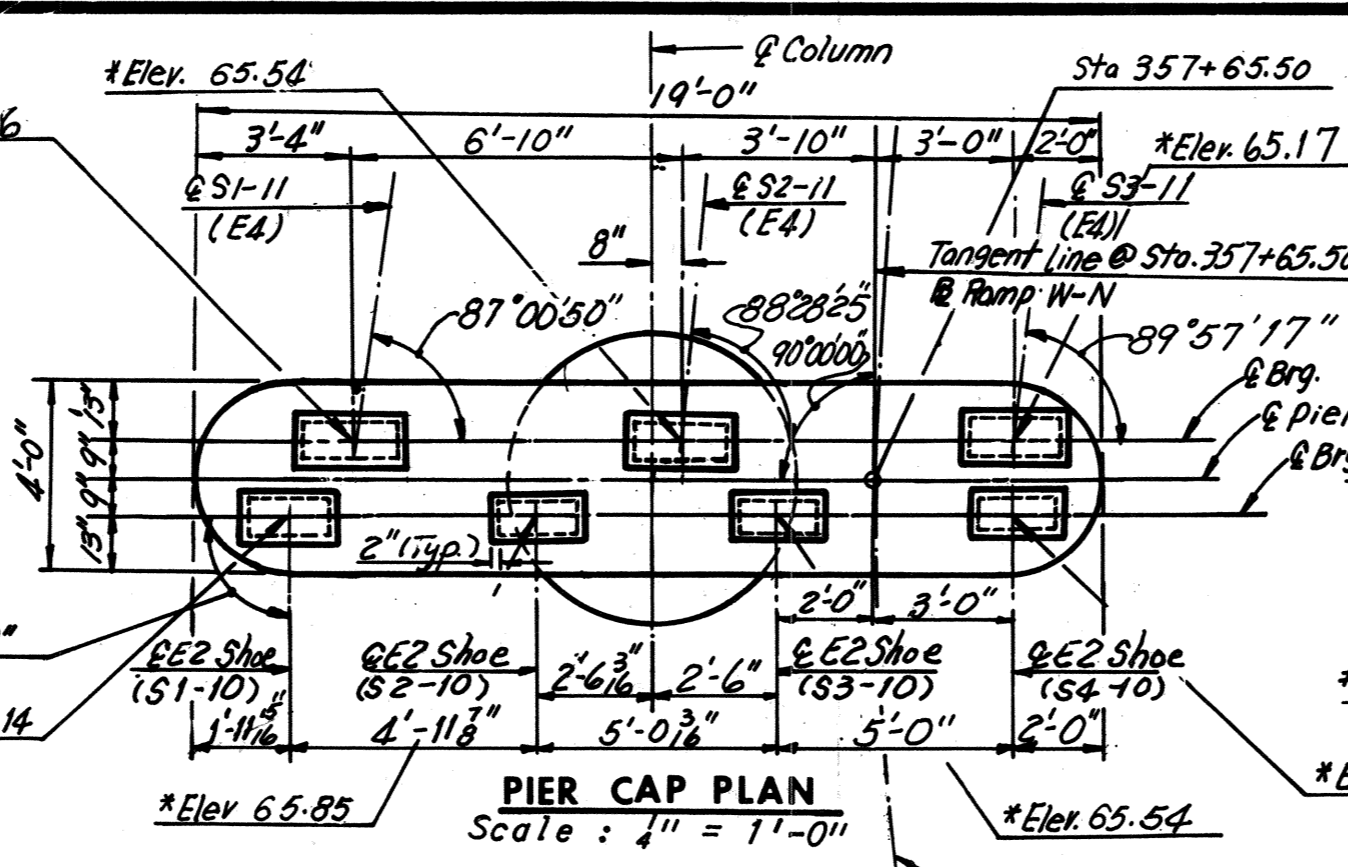 ℄ Column
*Elev. 65.54
Sta 357+65.50
19'-0"
6
3'-4"
6'-10"
3'-10"
3'-0"
2'-0"
*Elev. 65.17
℄ S1-11
(E4)
℄ S2-11
(E4)
℄ S3-11
(E4)
8"
Tangent line @ Sta. 357+65.50
Ramp W-N
87°00'50"
88°28'25"
90°00'00"
89°57'17"
℄ Brg.
℄ Pier
℄ Brg
4'-0"
13"
9"
9"
13"
2" (Typ.)
2'-0"
3'-0"
"
℄ E2 Shoe
(S1-10)
℄ E2 Shoe
(S2-10)
2'-6 3/16"
2'-6"
℄ E2 Shoe
(S3-10)
℄ E2 Shoe
(S4-10)
14
1'-11 15/16"
4'-11 7/8"
5'-0 3/16"
5'-0"
2'-0"
*Elev 65.85
PIER CAP PLAN
Scale : 1/4" = 1'-0"
*Elev. 65.54
*E